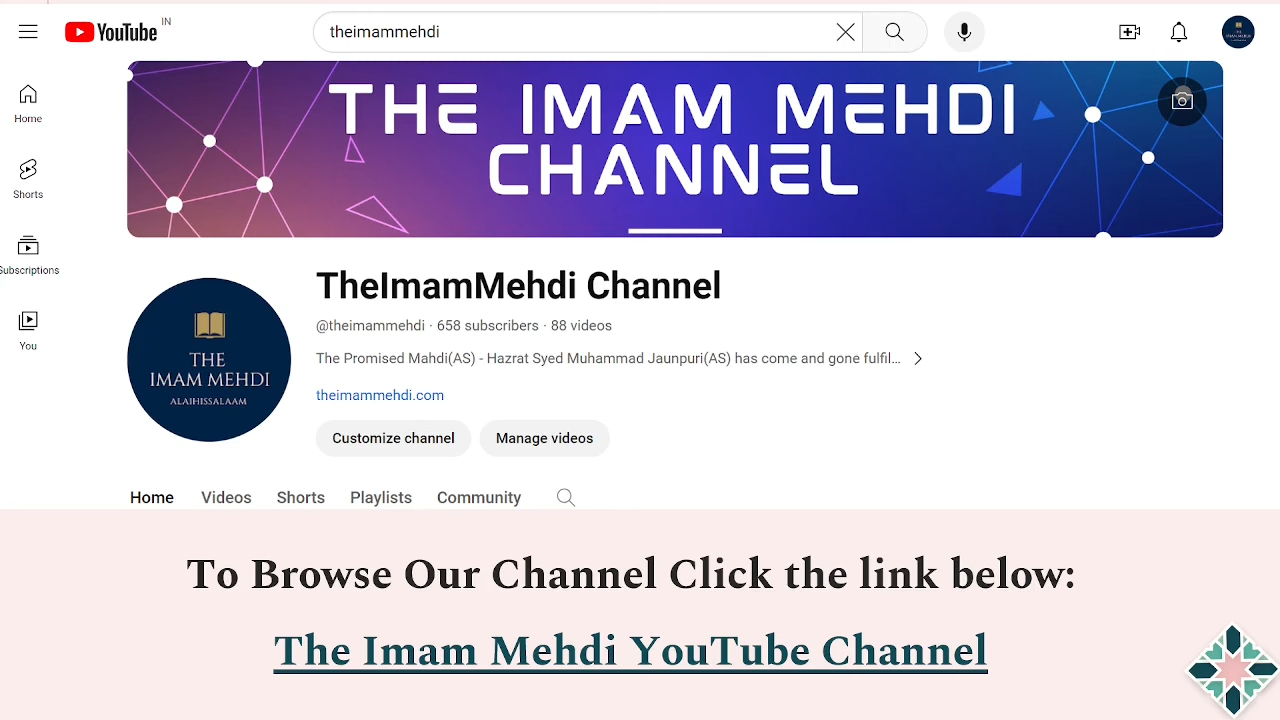 YouTube IN
theimammehdi
Home
Shorts
Subscriptions
You
THE IMAM MEHDI
CHANNEL
THE
IMAM MEHDI
ALAIHISSALAAM
TheImamMehdi Channel
@theimammehdi · 658 subscribers · 88 videos
The Promised Mahdi(AS) - Hazrat Syed Muhammad Jaunpuri(AS) has come and gone fulfil...
theimammehdi.com
Customize channel Manage videos
Home Videos Shorts Playlists Community
To Browse Our Channel Click the link below:
The Imam Mehdi YouTube Channel